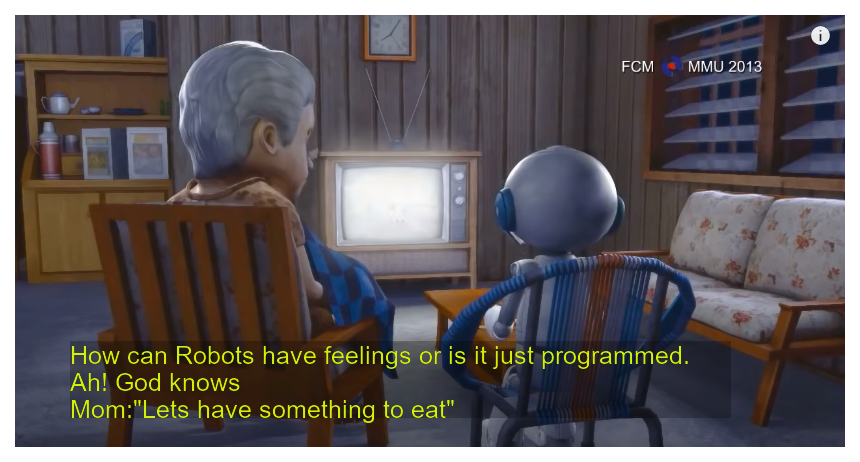 FCM MMU 2013
How can Robots have feelings or is it just programmed.
Ah! God knows
Mom:"Lets have something to eat"